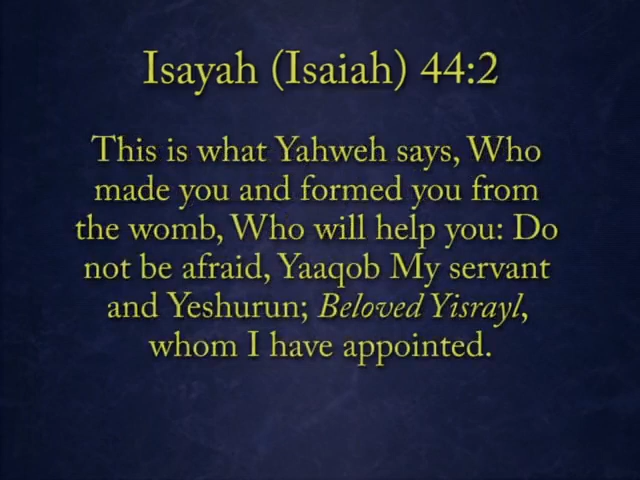 Isayah (Isaiah) 44:2
This is what Yahweh says, Who
made you and formed you from
the womb, Who will help you: Do
not be afraid, Yaaqob My servant
and Yeshurun; Beloved Yisrayl,
whom I have appointed.